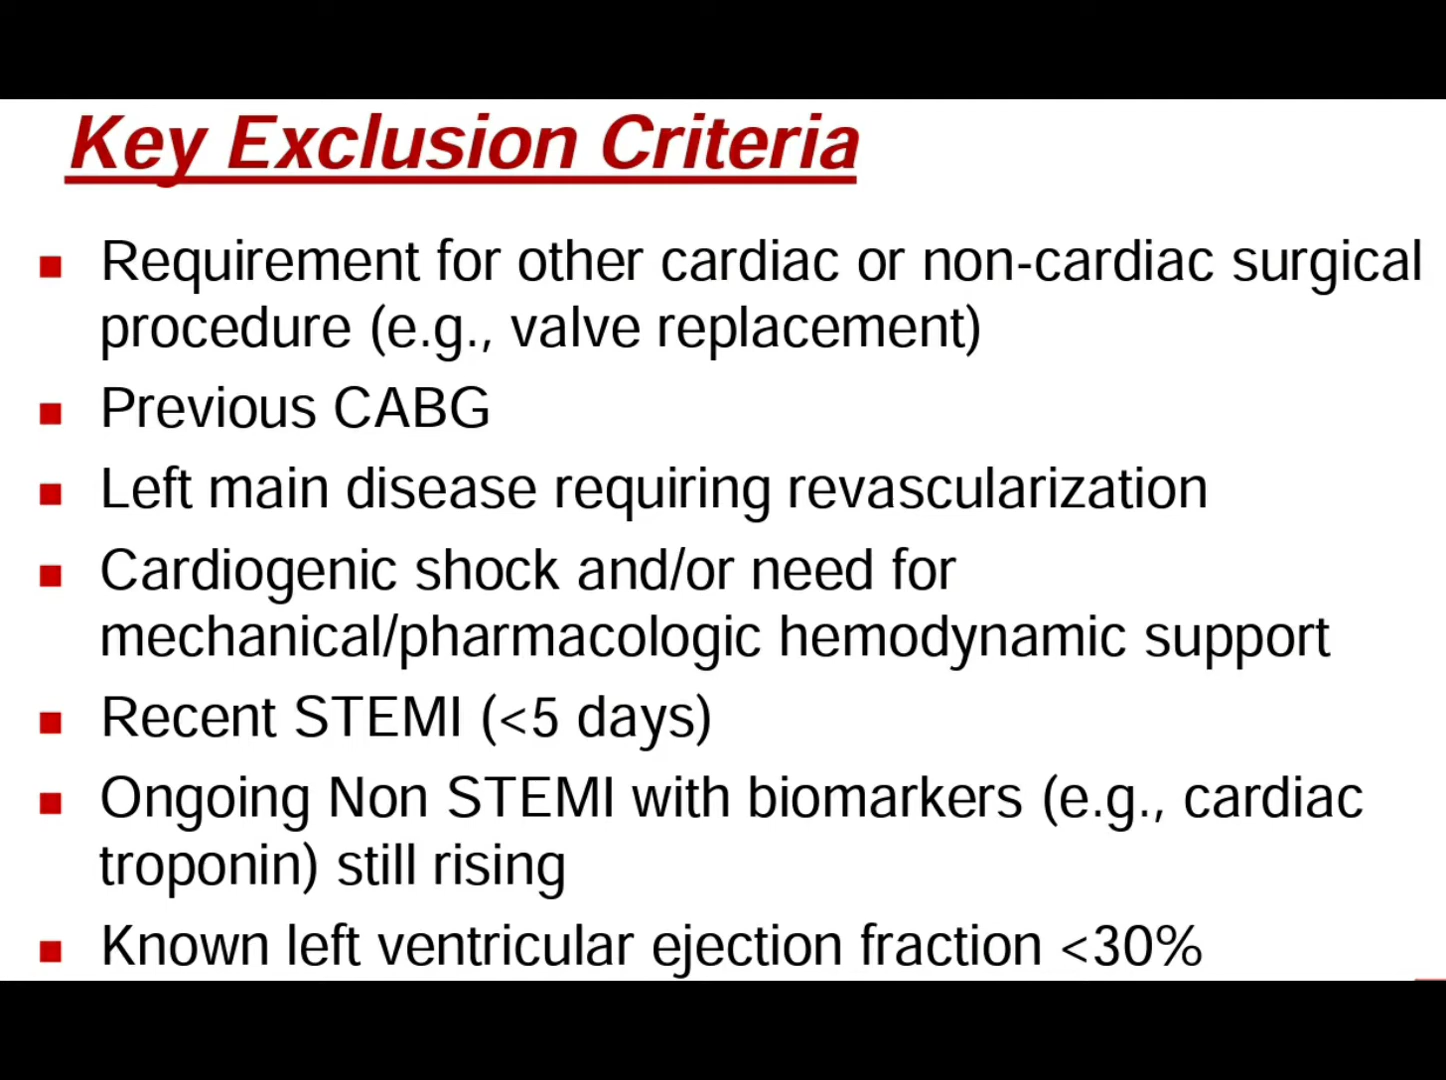 Key Exclusion Criteria
Requirement for other cardiac or non-cardiac surgical
procedure (e.g., valve replacement)
Previous CABG
Left main disease requiring revascularization
Cardiogenic shock and/or need for
mechanical/pharmacologic hemodynamic support
Recent STEMI (<5 days)
Ongoing Non STEMI with biomarkers (e.g., cardiac
troponin) still rising
Known left ventricular ejection fraction <30%